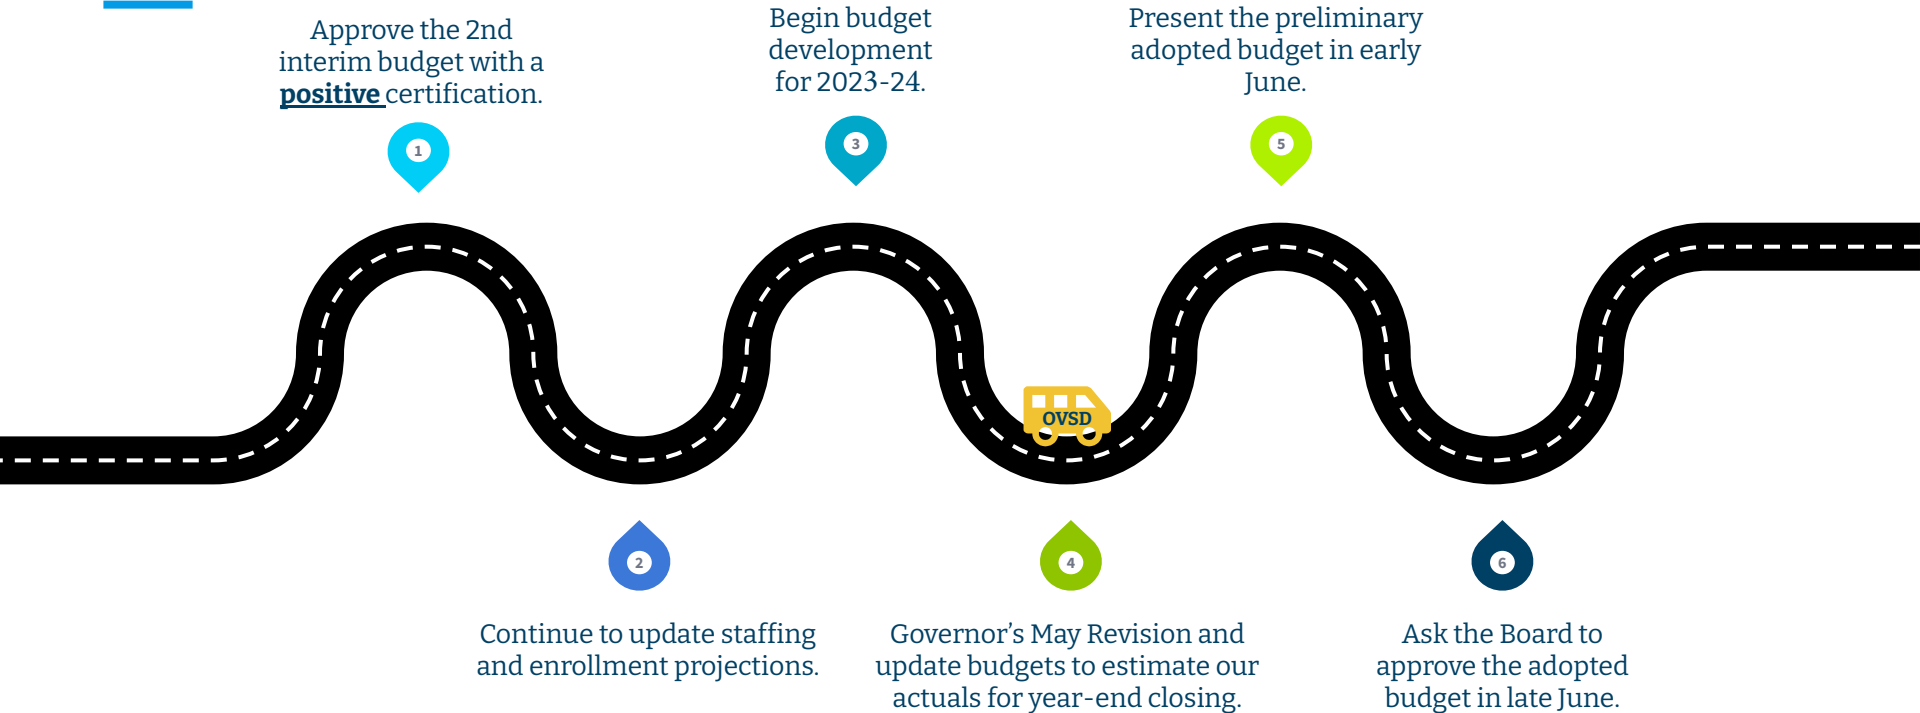 Approve the 2nd
interim budget with a
positive certification.
1
Begin budget
development
for 2023-24.
3
Present the preliminary
adopted budget in early
June.
5
OVSD
2
Continue to update staffing
and enrollment projections.
4
Governor’s May Revision and
update budgets to estimate our
actuals for year-end closing.
6
Ask the Board to
approve the adopted
budget in late June.